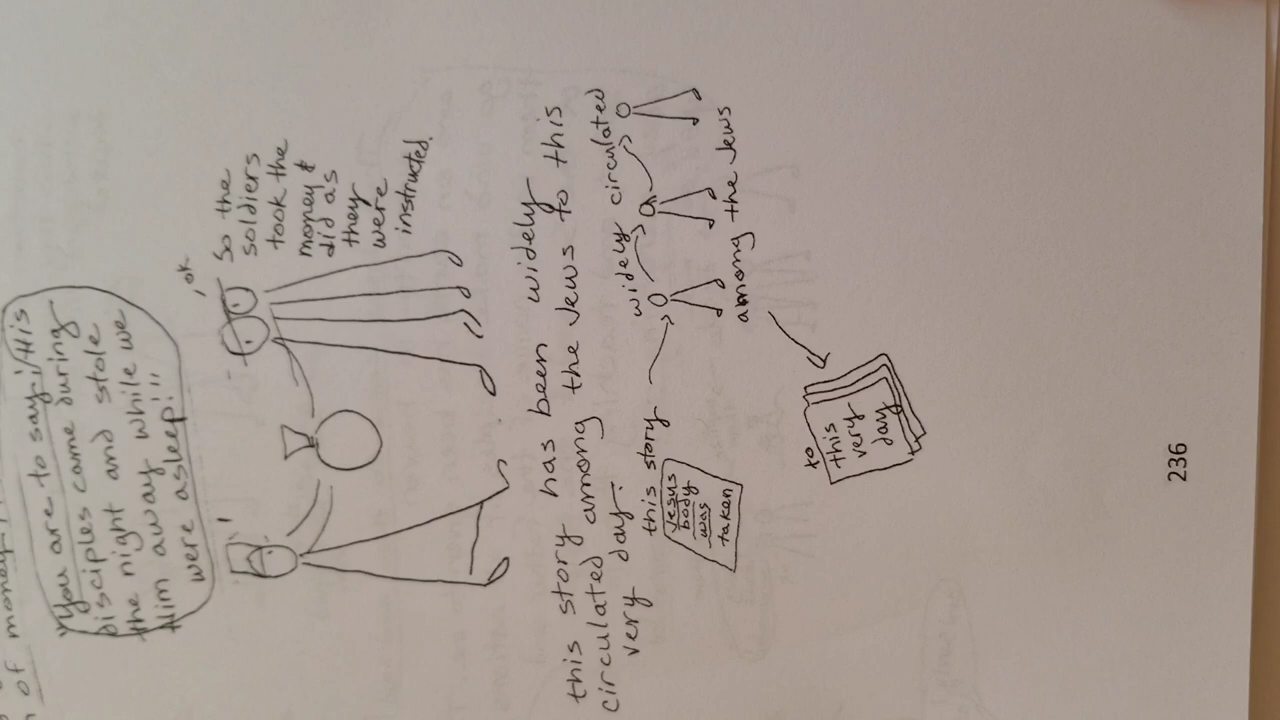 of money,
"You are to say, 'His
Disciples came during
the night and stole
Him away while we
were asleep.'"
'ok
So the
soldiers
took the
money &
did as
they
were
instructed.
this story has been widely
circulated among the Jews to this
very day.
this story
Jesus
body
was
taken
widely circulated
among the Jews
to
this
very
day
236